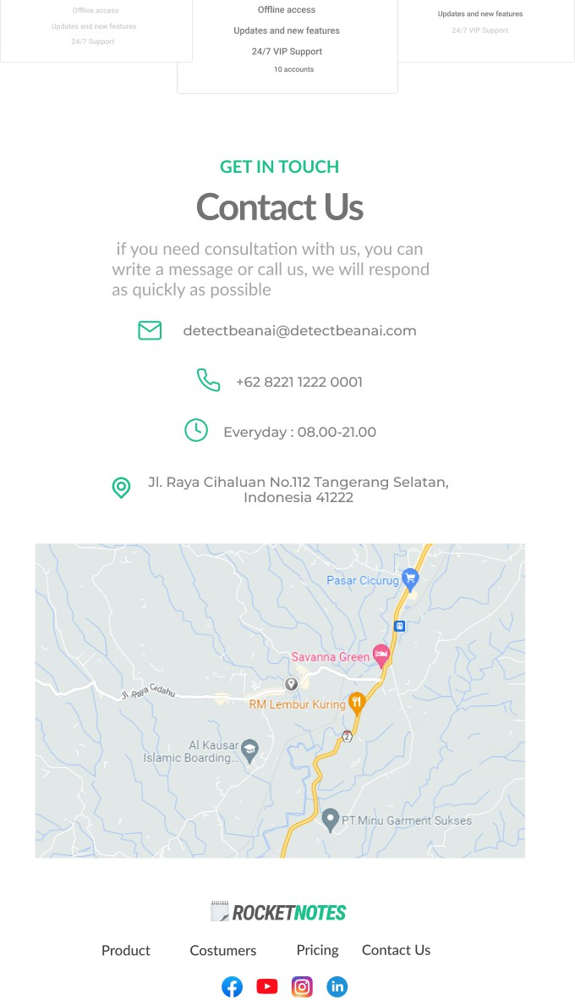 Offline access
Updates and new features
24/7 Support
Offline access
Updates and new features
24/7 VIP Support
10 accounts
Updates and new features
24/7 VIP Support
GET IN TOUCH
Contact Us
if you need consultation with us, you can
write a message or call us, we will respond
as quickly as possible
detectbeanai@detectbeanai.com
+62 8221 1222 0001
Everyday : 08.00-21.00
Jl. Raya Cihaluan No.112 Tangerang Selatan,
Indonesia 41222
Pasar Cicurug
Savanna Green
Jl. Raya Cidahu
RM Lembur Kuring
2
Al Kausar
Islamic Boarding...
PT.Minu Garment Sukses
ROCKETNOTES
Product Costumers Pricing Contact Us